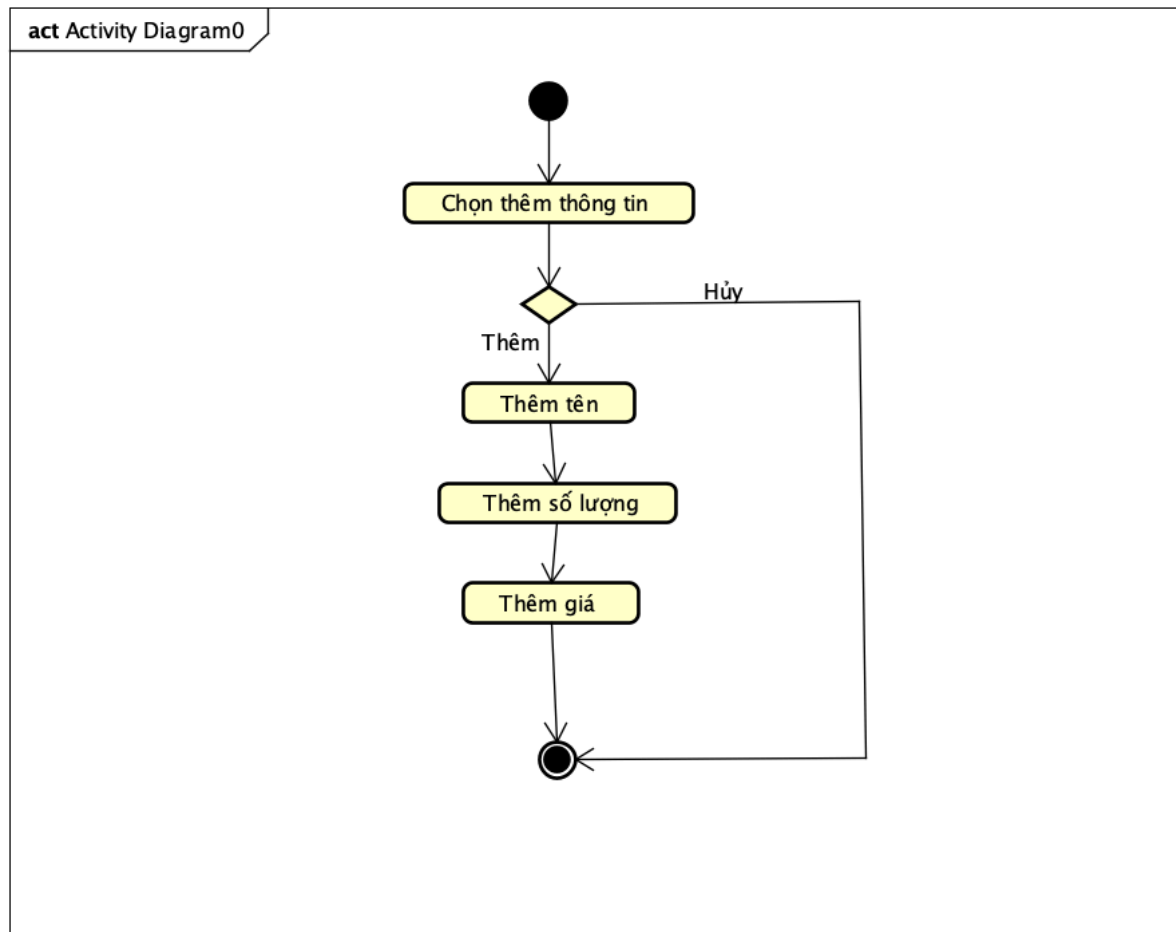 act Activity Diagram0
Chọn thêm thông tin
Hủy
Thêm
Thêm tên
Thêm số lượng
Thêm giá